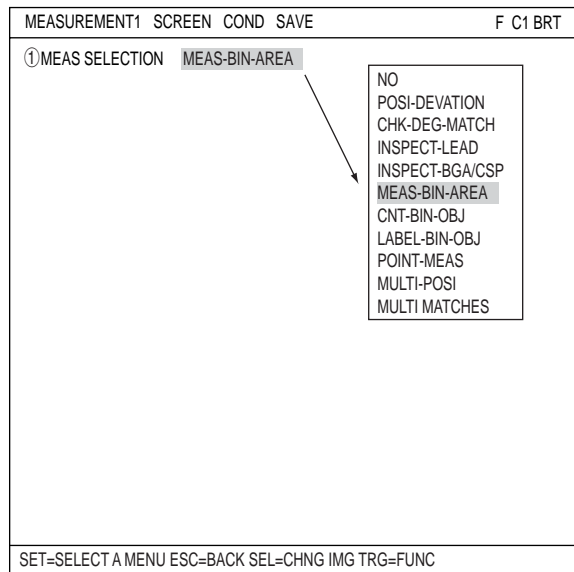 MEASUREMENT1 SCREEN COND SAVE F C1 BRT
①MEAS SELECTION MEAS-BIN-AREA
NO
POSI-DEVATION
CHK-DEG-MATCH
INSPECT-LEAD
INSPECT-BGA/CSP
MEAS-BIN-AREA
CNT-BIN-OBJ
LABEL-BIN-OBJ
POINT-MEAS
MULTI-POSI
MULTI MATCHES
SET=SELECT A MENU ESC=BACK SEL=CHNG IMG TRG=FUNC